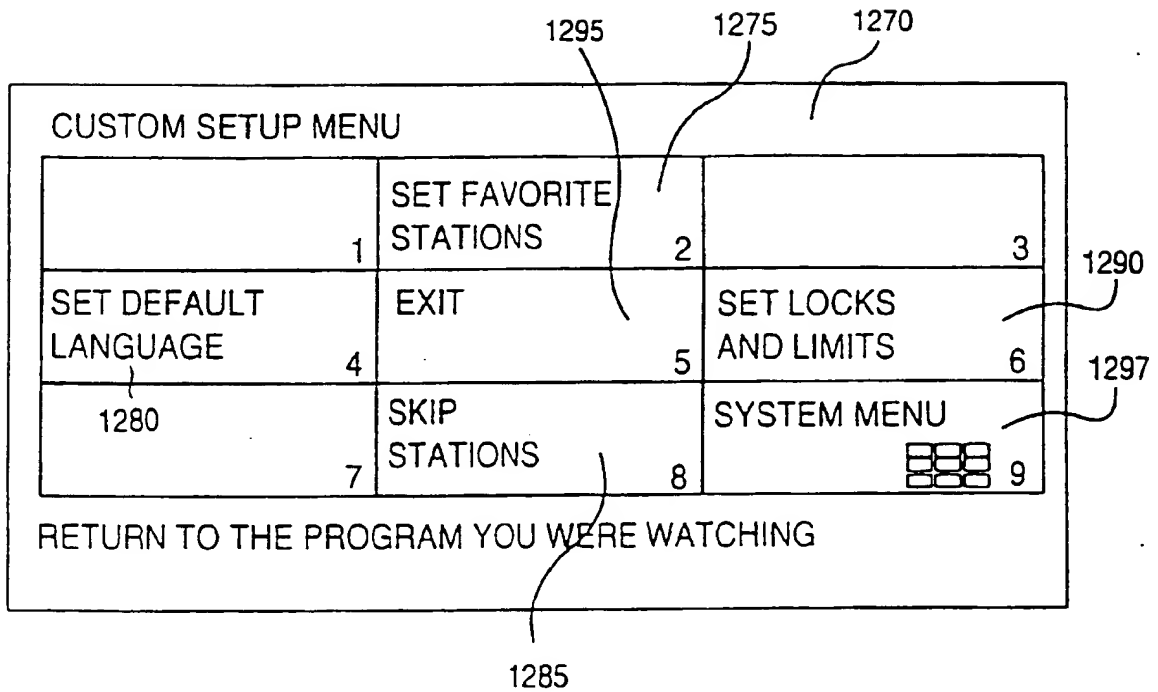 1295 1275 1270
CUSTOM SETUP MENU
SET FAVORITE
STATIONS
1 2 3
1290
SET DEFAULT EXIT SET LOCKS
LANGUAGE AND LIMITS
4 5 6
1297
1280
SKIP SYSTEM MENU
STATIONS
7 8 9
RETURN TO THE PROGRAM YOU WERE WATCHING
1285